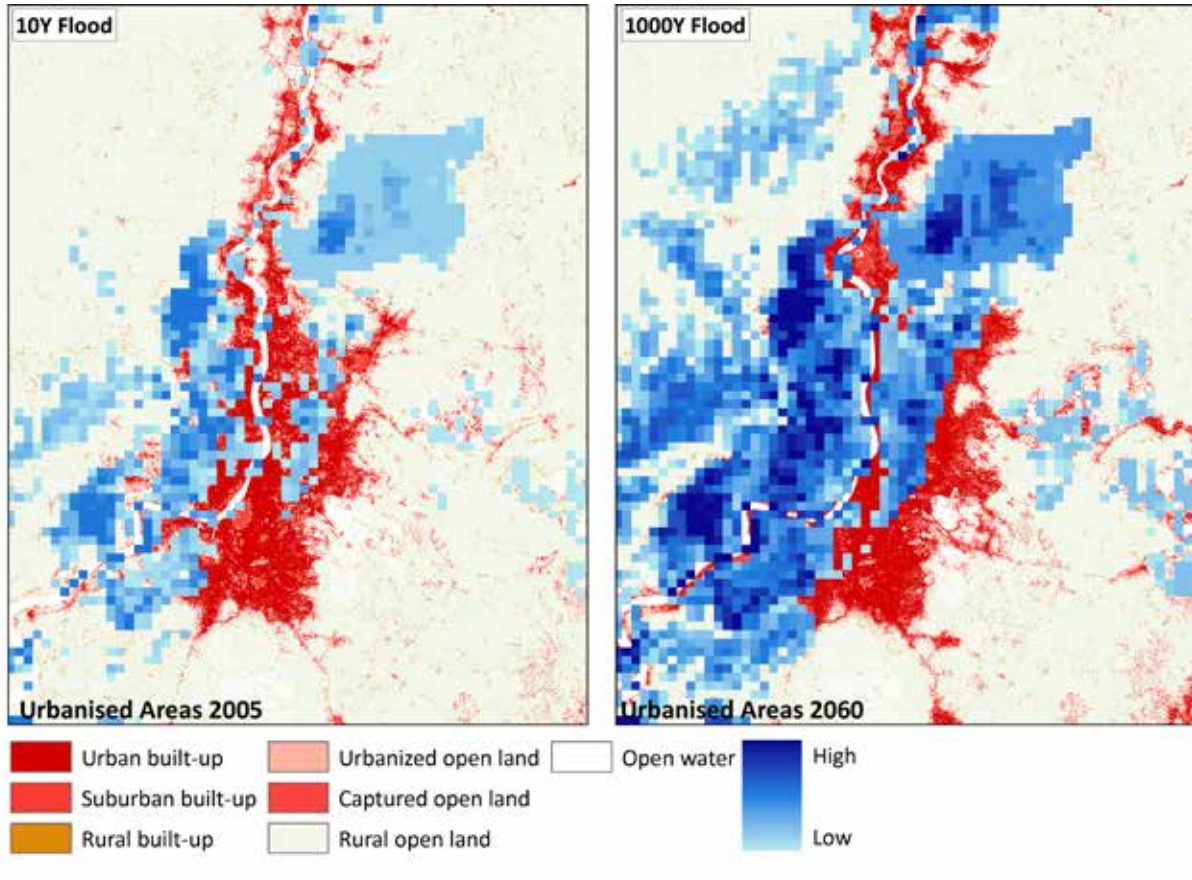 10Y Flood
1000Y Flood
Urbanised Areas 2005
Urbanised Areas 2060
Urban built-up
Urbanized open land
Open water
High
Suburban built-up
Captured open land
Rural built-up
Rural open land
Low